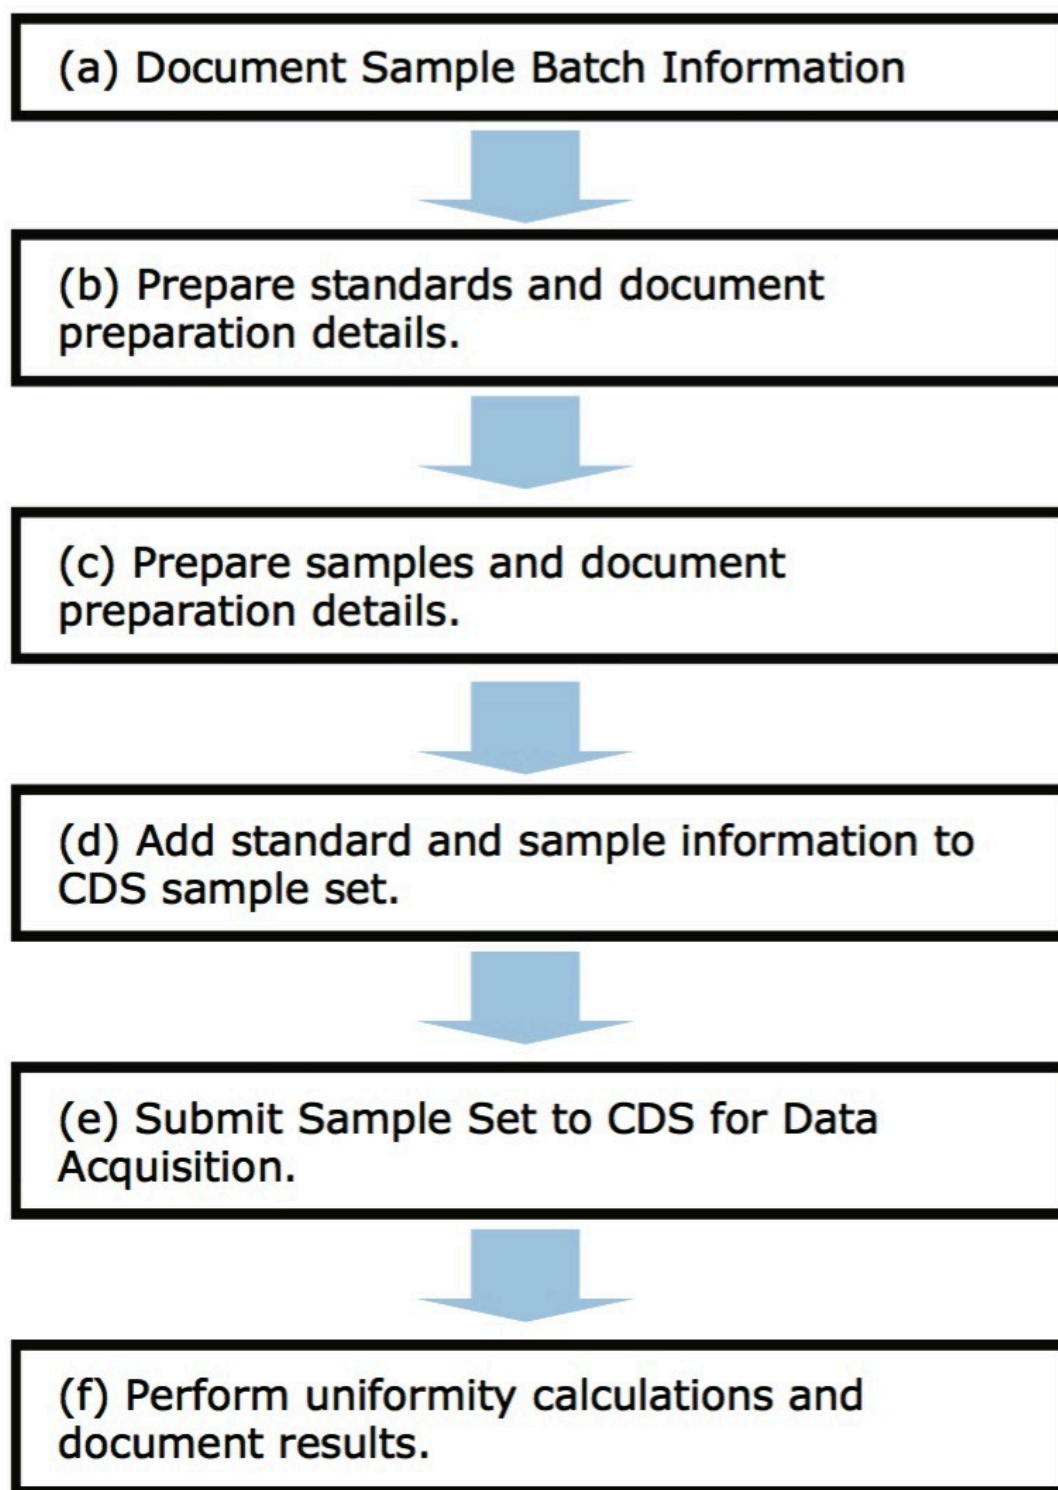 (a) Document Sample Batch Information
(b) Prepare standards and document
preparation details.
(c) Prepare samples and document
preparation details.
(d) Add standard and sample information to
CDS sample set.
(e) Submit Sample Set to CDS for Data
Acquisition.
(f) Perform uniformity calculations and
document results.